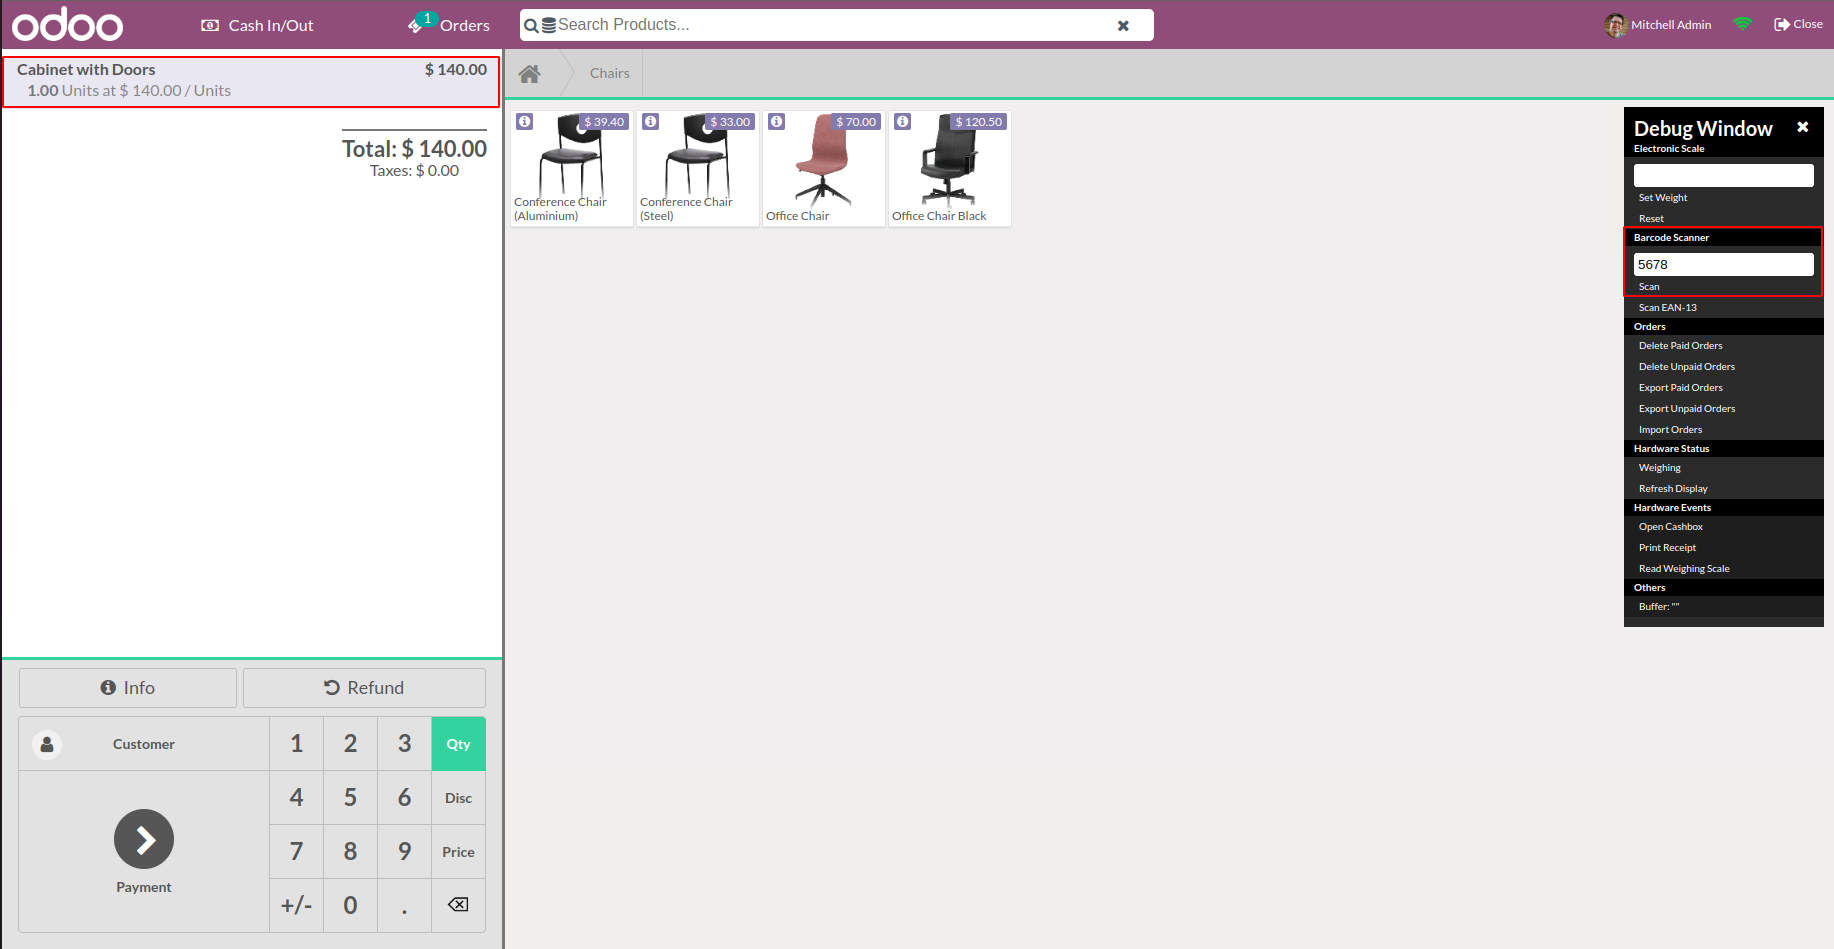 odoo
Cash In/Out
1
Orders
Search Products...
Mitchell Admin
Close
Cabinet with Doors
$ 140.00
1.00 Units at $ 140.00 / Units
Total: $ 140.00
Taxes: $ 0.00
Chairs
$ 39.40
Conference Chair
(Aluminium)
$ 33.00
Conference Chair
(Steel)
$ 70.00
Office Chair
$ 120.50
Office Chair Black
Debug Window
Electronic Scale
Set Weight
Reset
Barcode Scanner
5678
Scan
Scan EAN-13
Orders
Delete Paid Orders
Delete Unpaid Orders
Export Paid Orders
Export Unpaid Orders
Import Orders
Hardware Status
Weighing
Refresh Display
Hardware Events
Open Cashbox
Print Receipt
Read Weighing Scale
Others
Buffer: ""
Info
Refund
Customer
1
2
3
Qty
4
5
6
Disc
7
8
9
Price
Payment
+/-
0
.